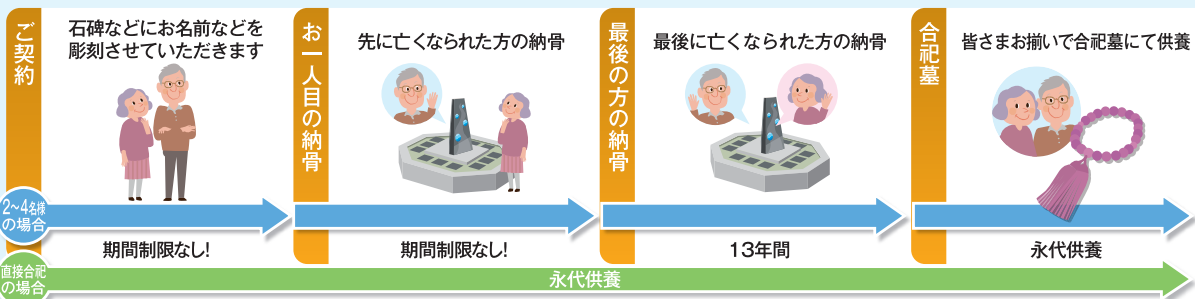 ご契約
石碑などにお名前などを
彫刻させていただきます
お一人目の納骨
先に亡くなられた方の納骨
最後の方の納骨
最後に亡くなられた方の納骨
合祀墓
皆さまお揃いで合祀墓にて供養
2~4名様
の場合
期間制限なし!
期間制限なし!
13年間
永代供養
直接合祀
の場合
永代供養